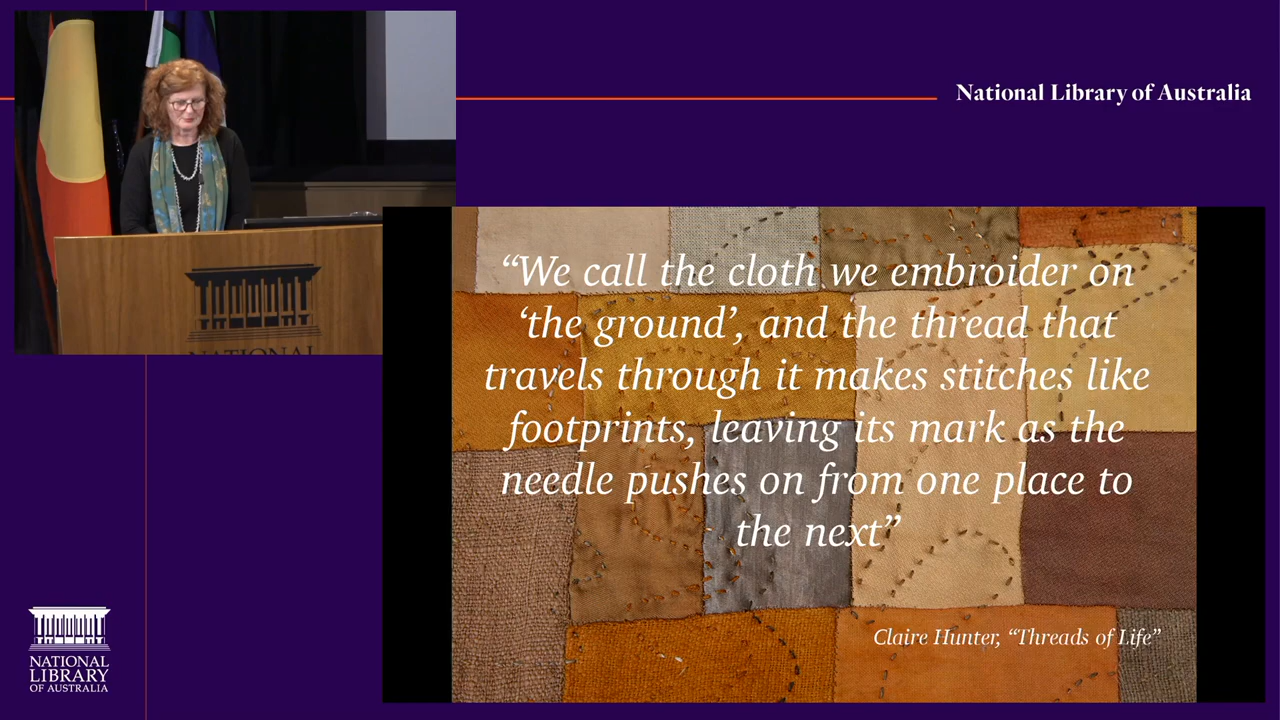 National Library of Australia
NATIONAL
“We call the cloth we embroider on
‘the ground’, and the thread that
travels through it makes stitches like
footprints, leaving its mark as the
needle pushes on from one place to
the next”
Claire Hunter, “Threads of Life”
NATIONAL
LIBRARY
OF AUSTRALIA